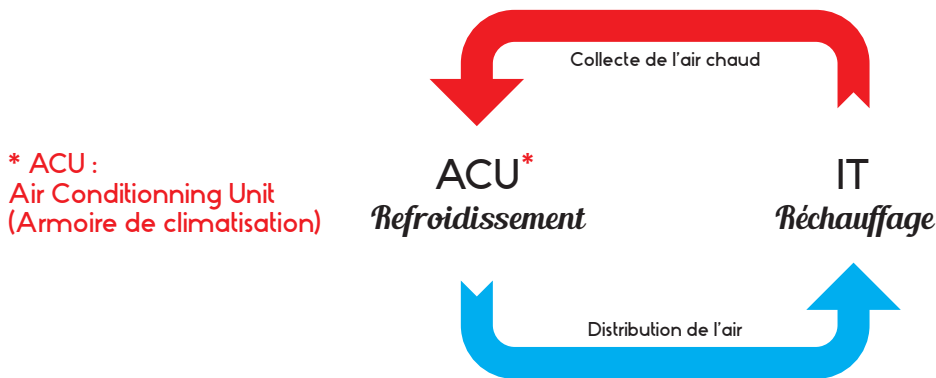 Collecte de l'air chaud
* ACU :
Air Conditionning Unit
(Armoire de climatisation)
ACU*
Refroidissement
IT
Réchauffage
Distribution de l'air